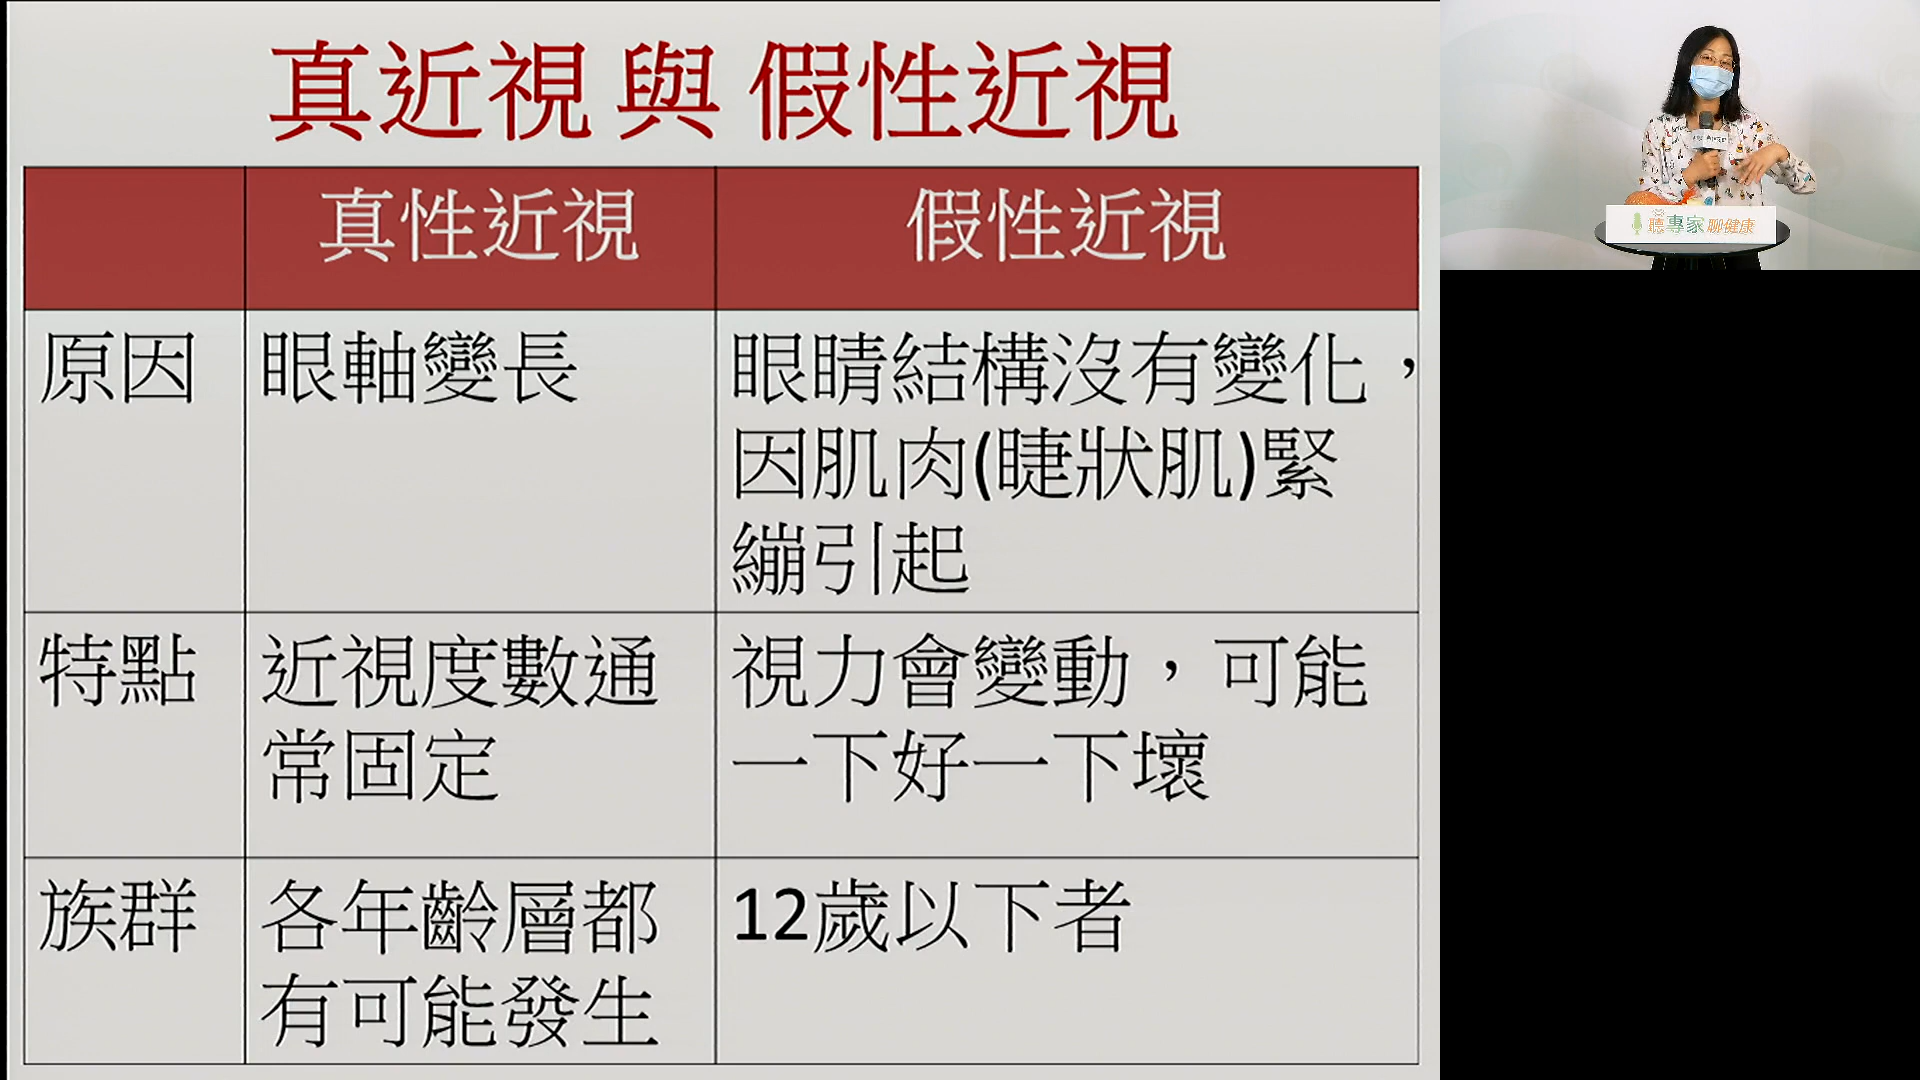 真近視 與 假性近視
真性近視
假性近視
原因
眼軸變長
眼睛結構沒有變化，
因肌肉(睫狀肌)緊
繃引起
特點
近視度數通
常固定
視力會變動，可能
一下好一下壞
族群
各年齡層都
有可能發生
12歲以下者
聽專家聊健康